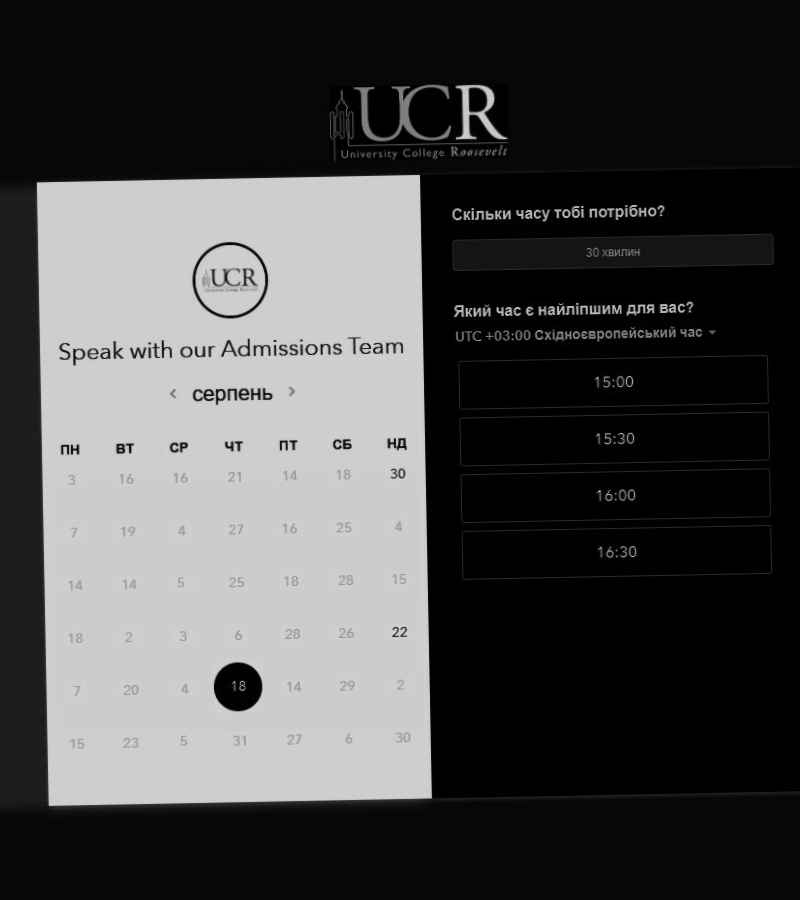 UCR
University College Roosevelt
UCR
University College Roosevelt
Speak with our Admissions Team
серпень
ПН ВТ СР ЧТ ПТ СБ НД
3 16 16 21 14 18 30
7 19 4 27 16 25 4
14 14 5 25 18 28 15
18 2 3 6 28 26 22
7 20 4 18 14 29 2
15 23 5 31 27 6 30
Скільки часу тобі потрібно?
30 хвилин
Який час є найліпшим для вас?
UTC +03:00 Східноєвропейський час
15:00
15:30
16:00
16:30